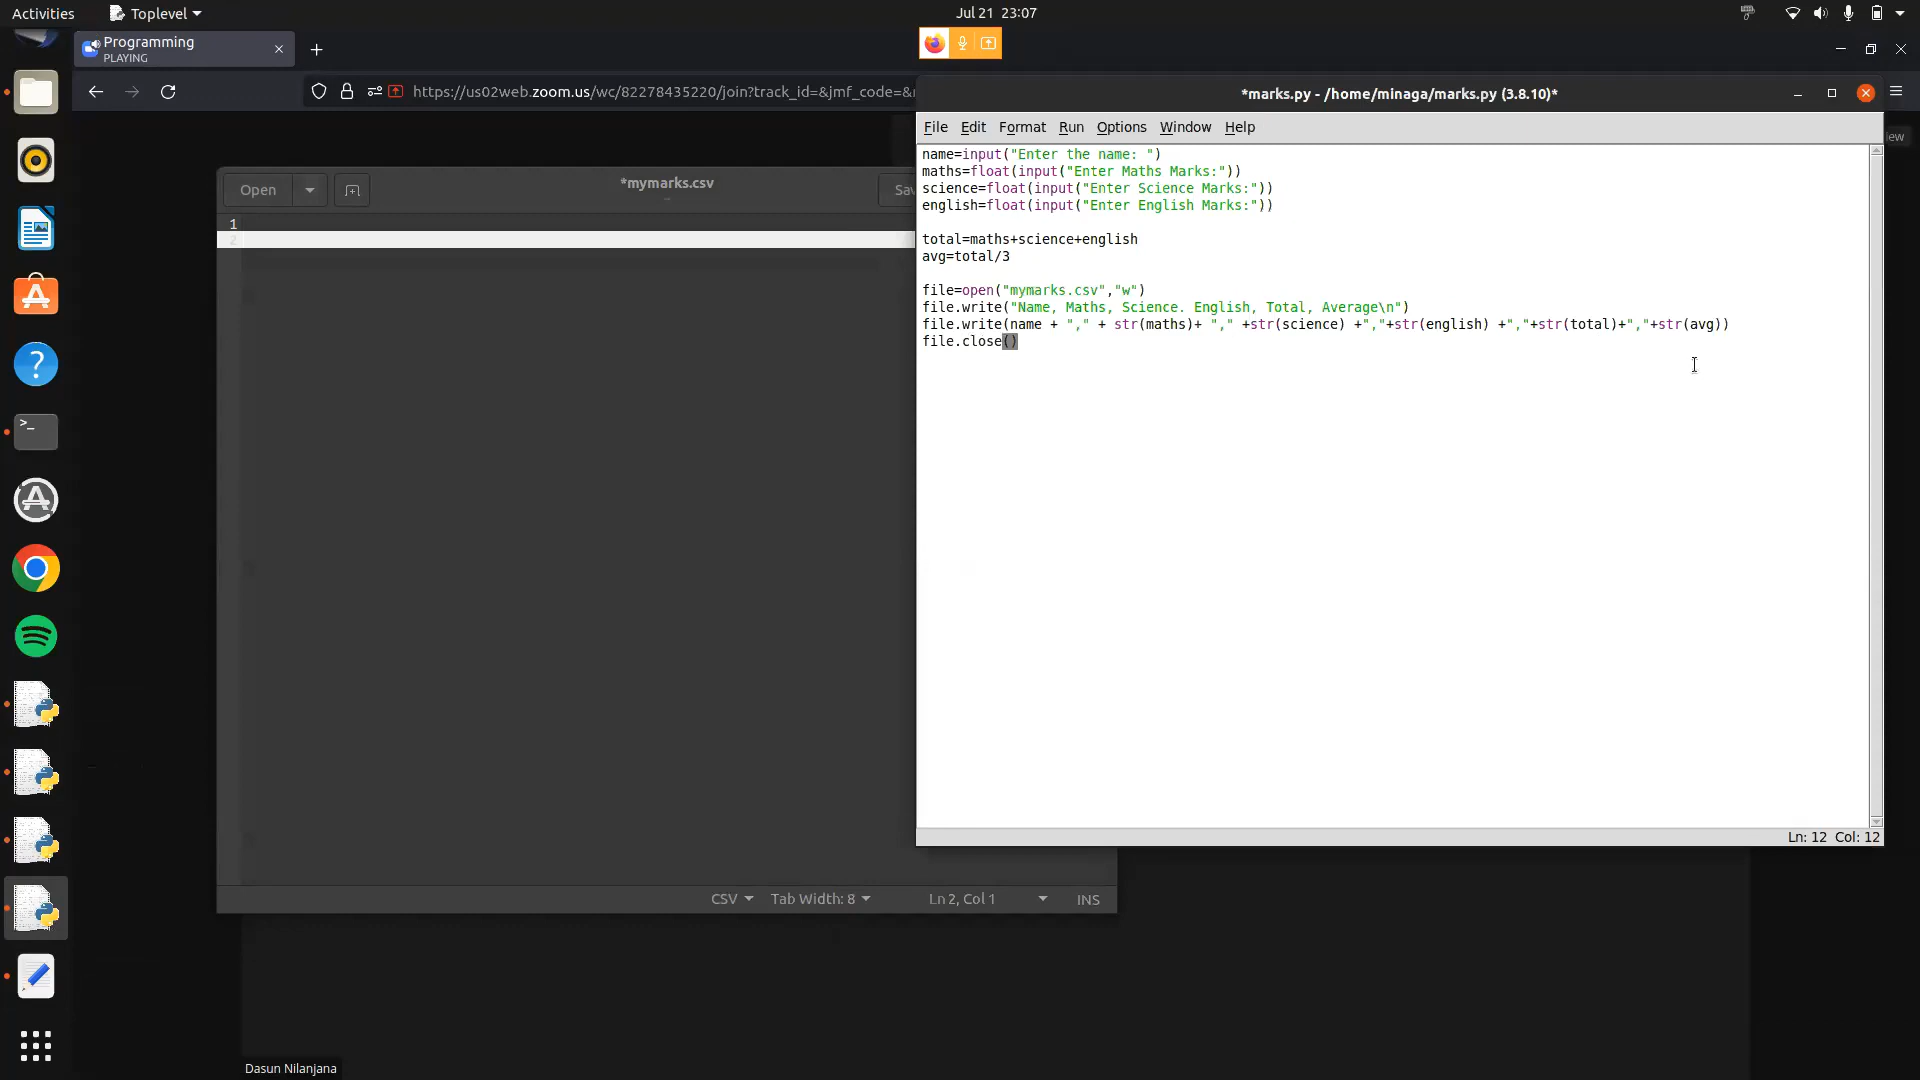 Activities
Toplevel
Jul 21 23:07
Programming
PLAYING
https://us02web.zoom.us/wc/82278435220/join?track_id=&jmf_code=&
*marks.py - /home/minaga/marks.py (3.8.10)*
File Edit Format Run Options Window Help
ew
Open
*mymarks.csv
Sav
1
2
name=input("Enter the name: ")
maths=float(input("Enter Maths Marks:"))
science=float(input("Enter Science Marks:"))
english=float(input("Enter English Marks:"))
total=maths+science+english
avg=total/3
file=open("mymarks.csv","w")
file.write("Name, Maths, Science. English, Total, Average\n")
file.write(name + "," + str(maths)+ "," +str(science) +","+str(english) +","+str(total)+","+str(avg))
file.close()
Ln: 12 Col: 12
CSV Tab Width: 8 Ln 2, Col 1 INS
Dasun Nilanjana